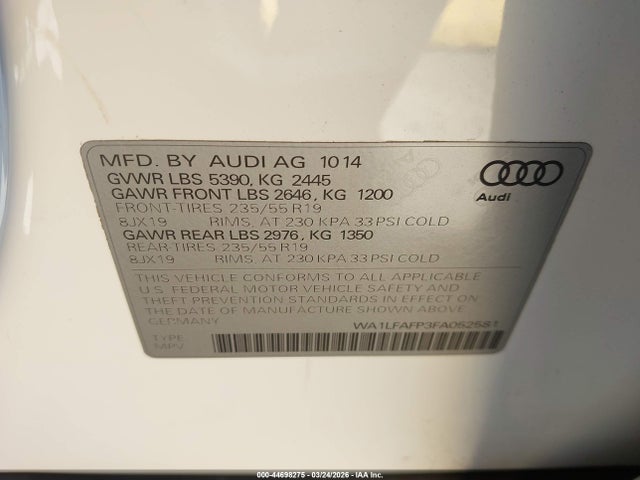 MFD. BY AUDI AG 10 14
GVWR LBS 5390, KG 2445
GAWR FRONT LBS 2646, KG 1200
FRONT-TIRES 235/55 R19
8JX19 RIMS, AT 230 KPA 33 PSI COLD
GAWR REAR LBS 2976, KG 1350
REAR-TIRES 235/55 R19
8JX19 RIMS, AT 230 KPA 33 PSI COLD
THIS VEHICLE CONFORMS TO ALL APPLICABLE
U.S. FEDERAL MOTOR VEHICLE SAFETY AND
THEFT PREVENTION STANDARDS IN EFFECT ON
THE DATE OF MANUFACTURE SHOWN ABOVE.
GERMANY
WA1LFAFP3FA052581
TYPE:
MPV
Audi
000-44698275 - 03/24/2026 - IAA Inc.